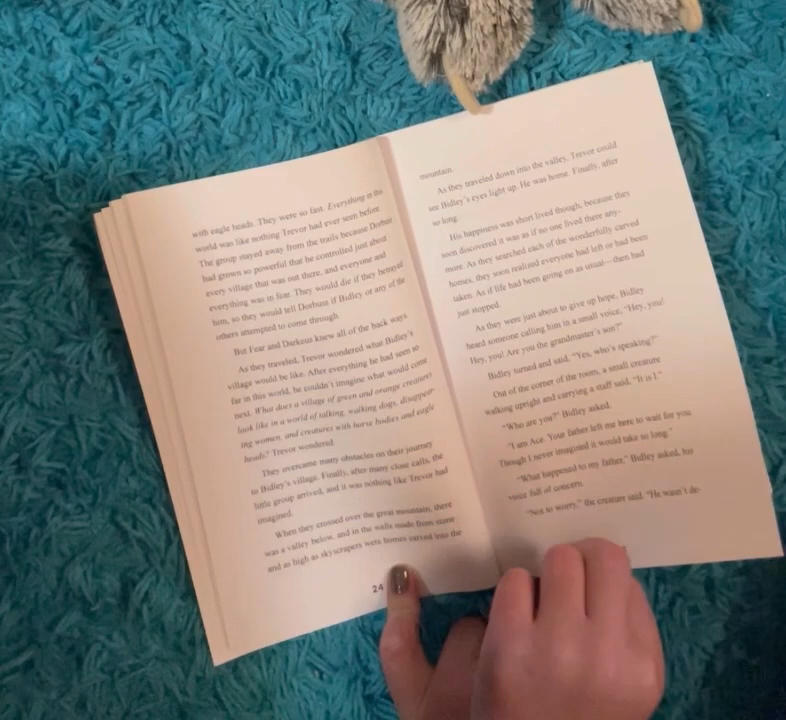 with eagle heads. They were so fast. Everything in this
world was like nothing Trevor had ever seen before.
The group stayed away from the trails because Dorbus
had grown so powerful that he controlled just about
every village that was out there, and everyone and
everything was in fear. They would die if they betrayed
him, so they would tell Dorbuss if Bidley or any of the
others attempted to come through.
But Fear and Darkous knew all of the back ways.
As they traveled, Trevor wondered what Bidley's
village would be like. After everything he had seen so
far in this world, he couldn't imagine what would come
next. What does a village of green and orange creatures
look like in a world of talking, walking dogs, disappear-
ing women, and creatures with horse bodies and eagle
heads? Trevor wondered.
They overcame many obstacles on their journey
to Bidley's village. Finally, after many close calls, the
little group arrived, and it was nothing like Trevor had
imagined.
When they crossed over the great mountain, there
was a valley below, and in the walls made from stone
and as high as skyscrapers were homes carved into the
24
mountain.
As they traveled down into the valley, Trevor could
see Bidley's eyes light up. He was home. Finally, after
so long.
His happiness was short lived though, because they
soon discovered it was as if no one lived there any-
more. As they searched each of the wonderfully carved
homes, they soon realized everyone had left or had been
taken. As if life had been going on as usual—then had
just stopped.
As they were just about to give up hope, Bidley
heard someone calling him in a small voice, "Hey, you!
Hey, you! Are you the grandmaster's son?"
Bidley turned and said, "Yes, who's speaking?"
Out of the corner of the room, a small creature
walking upright and carrying a staff said, "It is I."
"Who are you?" Bidley asked.
"I am Ace. Your father left me here to wait for you.
Though I never imagined it would take so long."
"What happened to my father," Bidley asked, his
voice full of concern.
"Not to worry," the creature said. "He wasn't de-